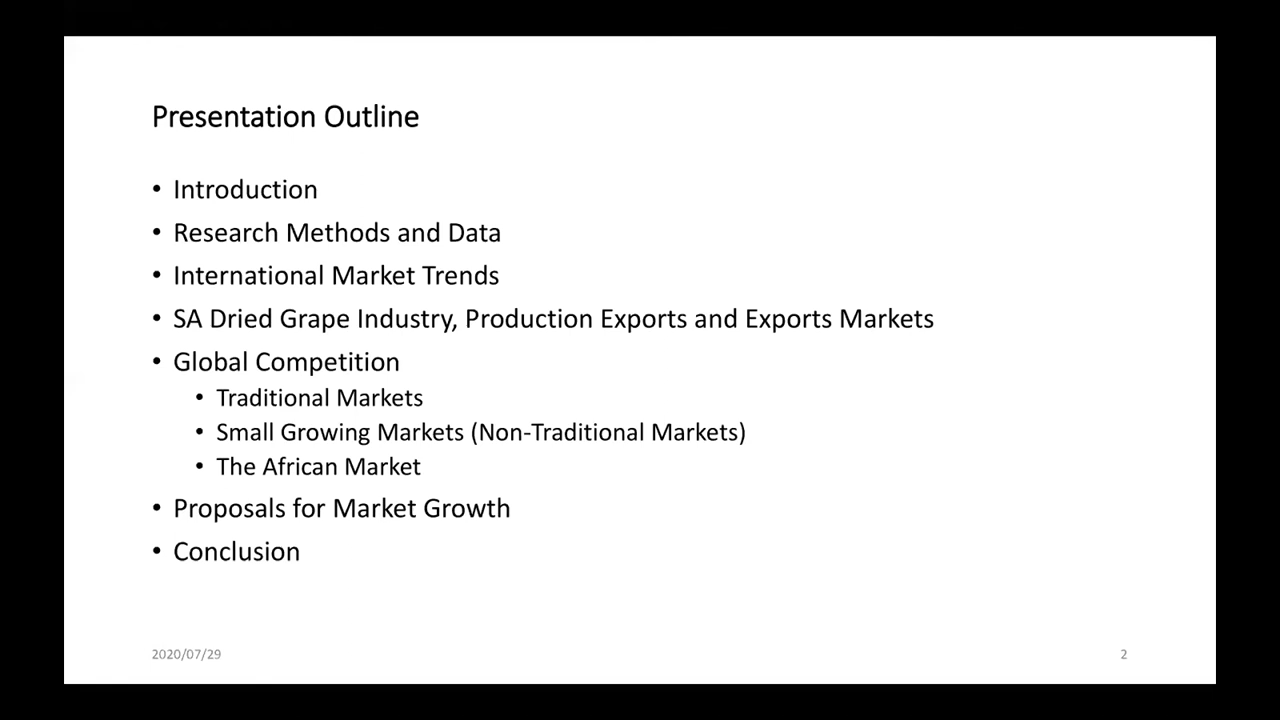 Presentation Outline
• Introduction
• Research Methods and Data
• International Market Trends
• SA Dried Grape Industry, Production Exports and Exports Markets
• Global Competition
• Traditional Markets
• Small Growing Markets (Non-Traditional Markets)
• The African Market
• Proposals for Market Growth
• Conclusion
2020/07/29
2